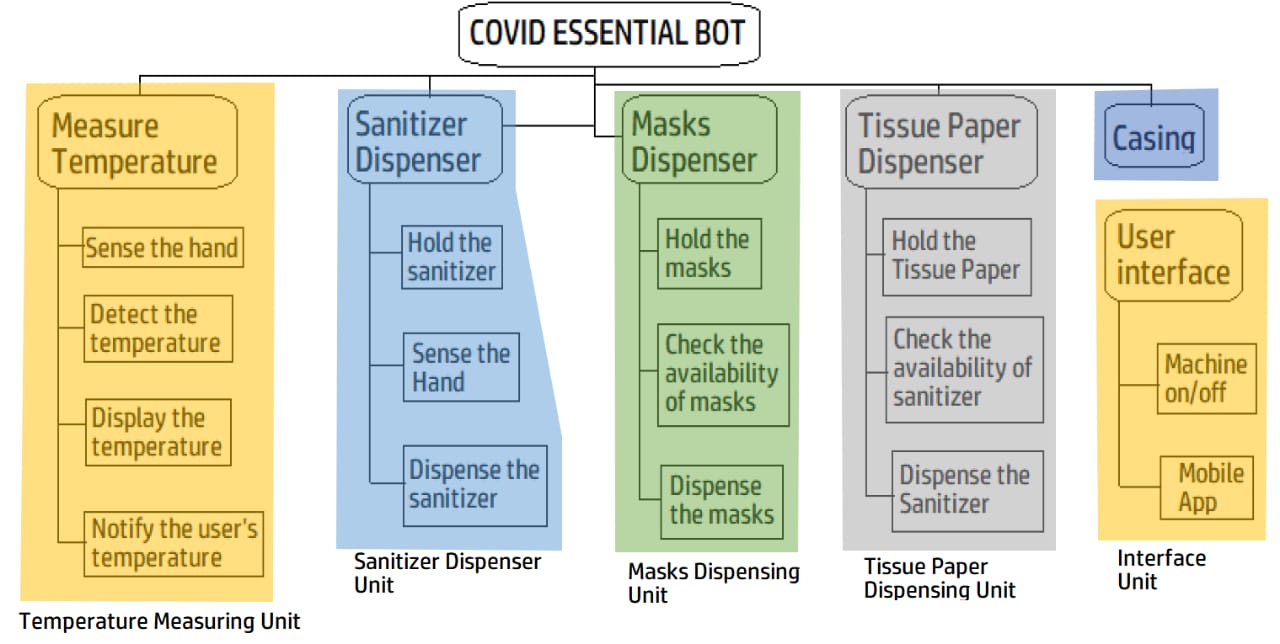 COVID ESSENTIAL BOT
Measure
Temperature
Sense the hand
Detect the
temperature
Display the
temperature
Notify the user's
temperature
Temperature Measuring Unit
Sanitizer
Dispenser
Hold the
sanitizer
Sense the
Hand
Dispense the
sanitizer
Sanitizer Dispenser
Unit
Masks
Dispenser
Hold the
masks
Check the
availability
of masks
Dispense
the masks
Masks Dispensing
Unit
Tissue Paper
Dispenser
Hold the
Tissue Paper
Check the
availability of
sanitizer
Dispense the
Sanitizer
Tissue Paper
Dispensing Unit
Casing
User
interface
Machine
on/off
Mobile
App
Interface
Unit